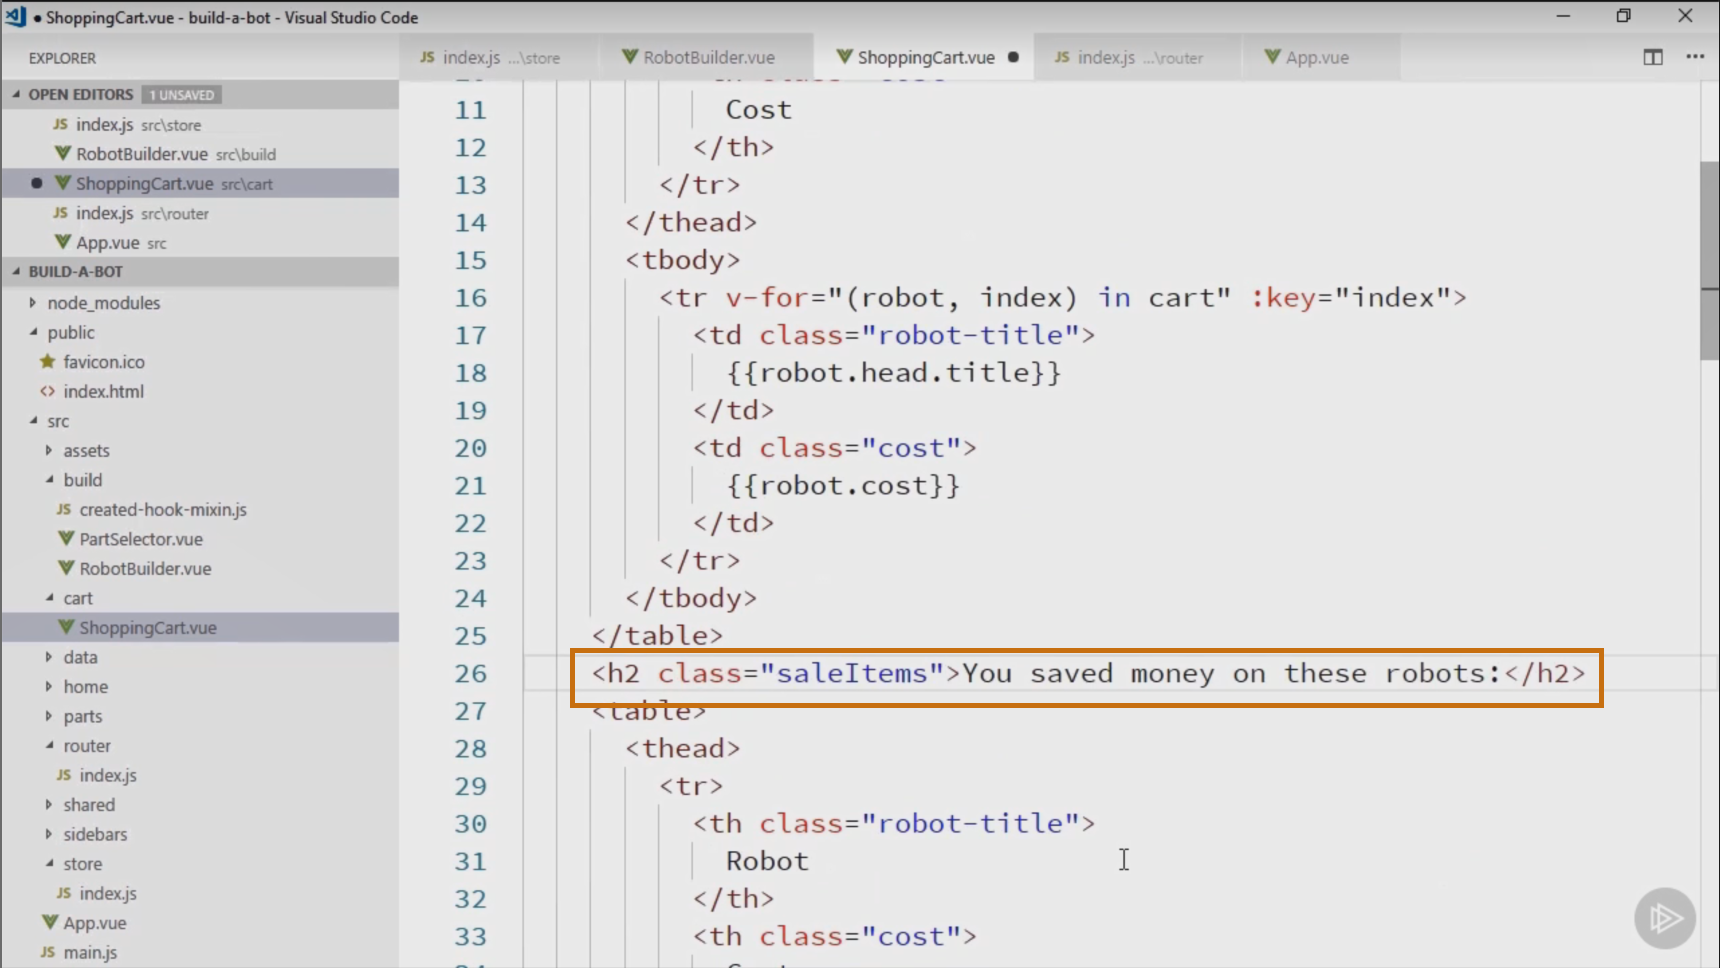 ShoppingCart.vue - build-a-bot - Visual Studio Code
EXPLORER
JS index.js ...\store
RobotBuilder.vue
ShoppingCart.vue
JS index.js ...\router
App.vue
OPEN EDITORS 1 UNSAVED
JS index.js src\store
RobotBuilder.vue src\build
ShoppingCart.vue src\cart
JS index.js src\router
App.vue src
BUILD-A-BOT
node_modules
public
favicon.ico
<> index.html
src
assets
build
JS created-hook-mixin.js
PartSelector.vue
RobotBuilder.vue
cart
ShoppingCart.vue
data
home
parts
router
JS index.js
shared
sidebars
store
JS index.js
App.vue
JS main.js
11 Cost
12 </th>
13 </tr>
14 </thead>
15 <tbody>
16 <tr v-for="(robot, index) in cart" :key="index">
17 <td class="robot-title">
18 {{robot.head.title}}
19 </td>
20 <td class="cost">
21 {{robot.cost}}
22 </td>
23 </tr>
24 </tbody>
25 </table>
26 <h2 class="saleItems">You saved money on these robots:</h2>
27 <table>
28 <thead>
29 <tr>
30 <th class="robot-title">
31 Robot
32 </th>
33 <th class="cost">